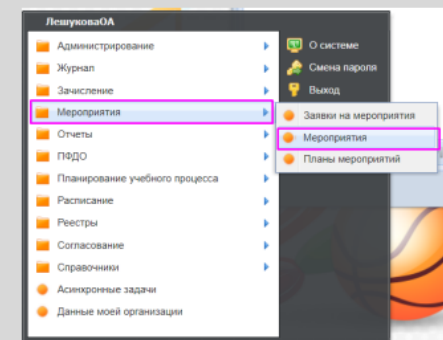 ЛешуковаОА
Администрирование
Журнал
Зачисление
Мероприятия
Отчеты
ПФДО
Планирование учебного процесса
Расписание
Реестры
Согласование
Справочники
Асинхронные задачи
Данные моей организации
О системе
Смена пароля
Выход
Заявки на мероприятия
Мероприятия
Планы мероприятий